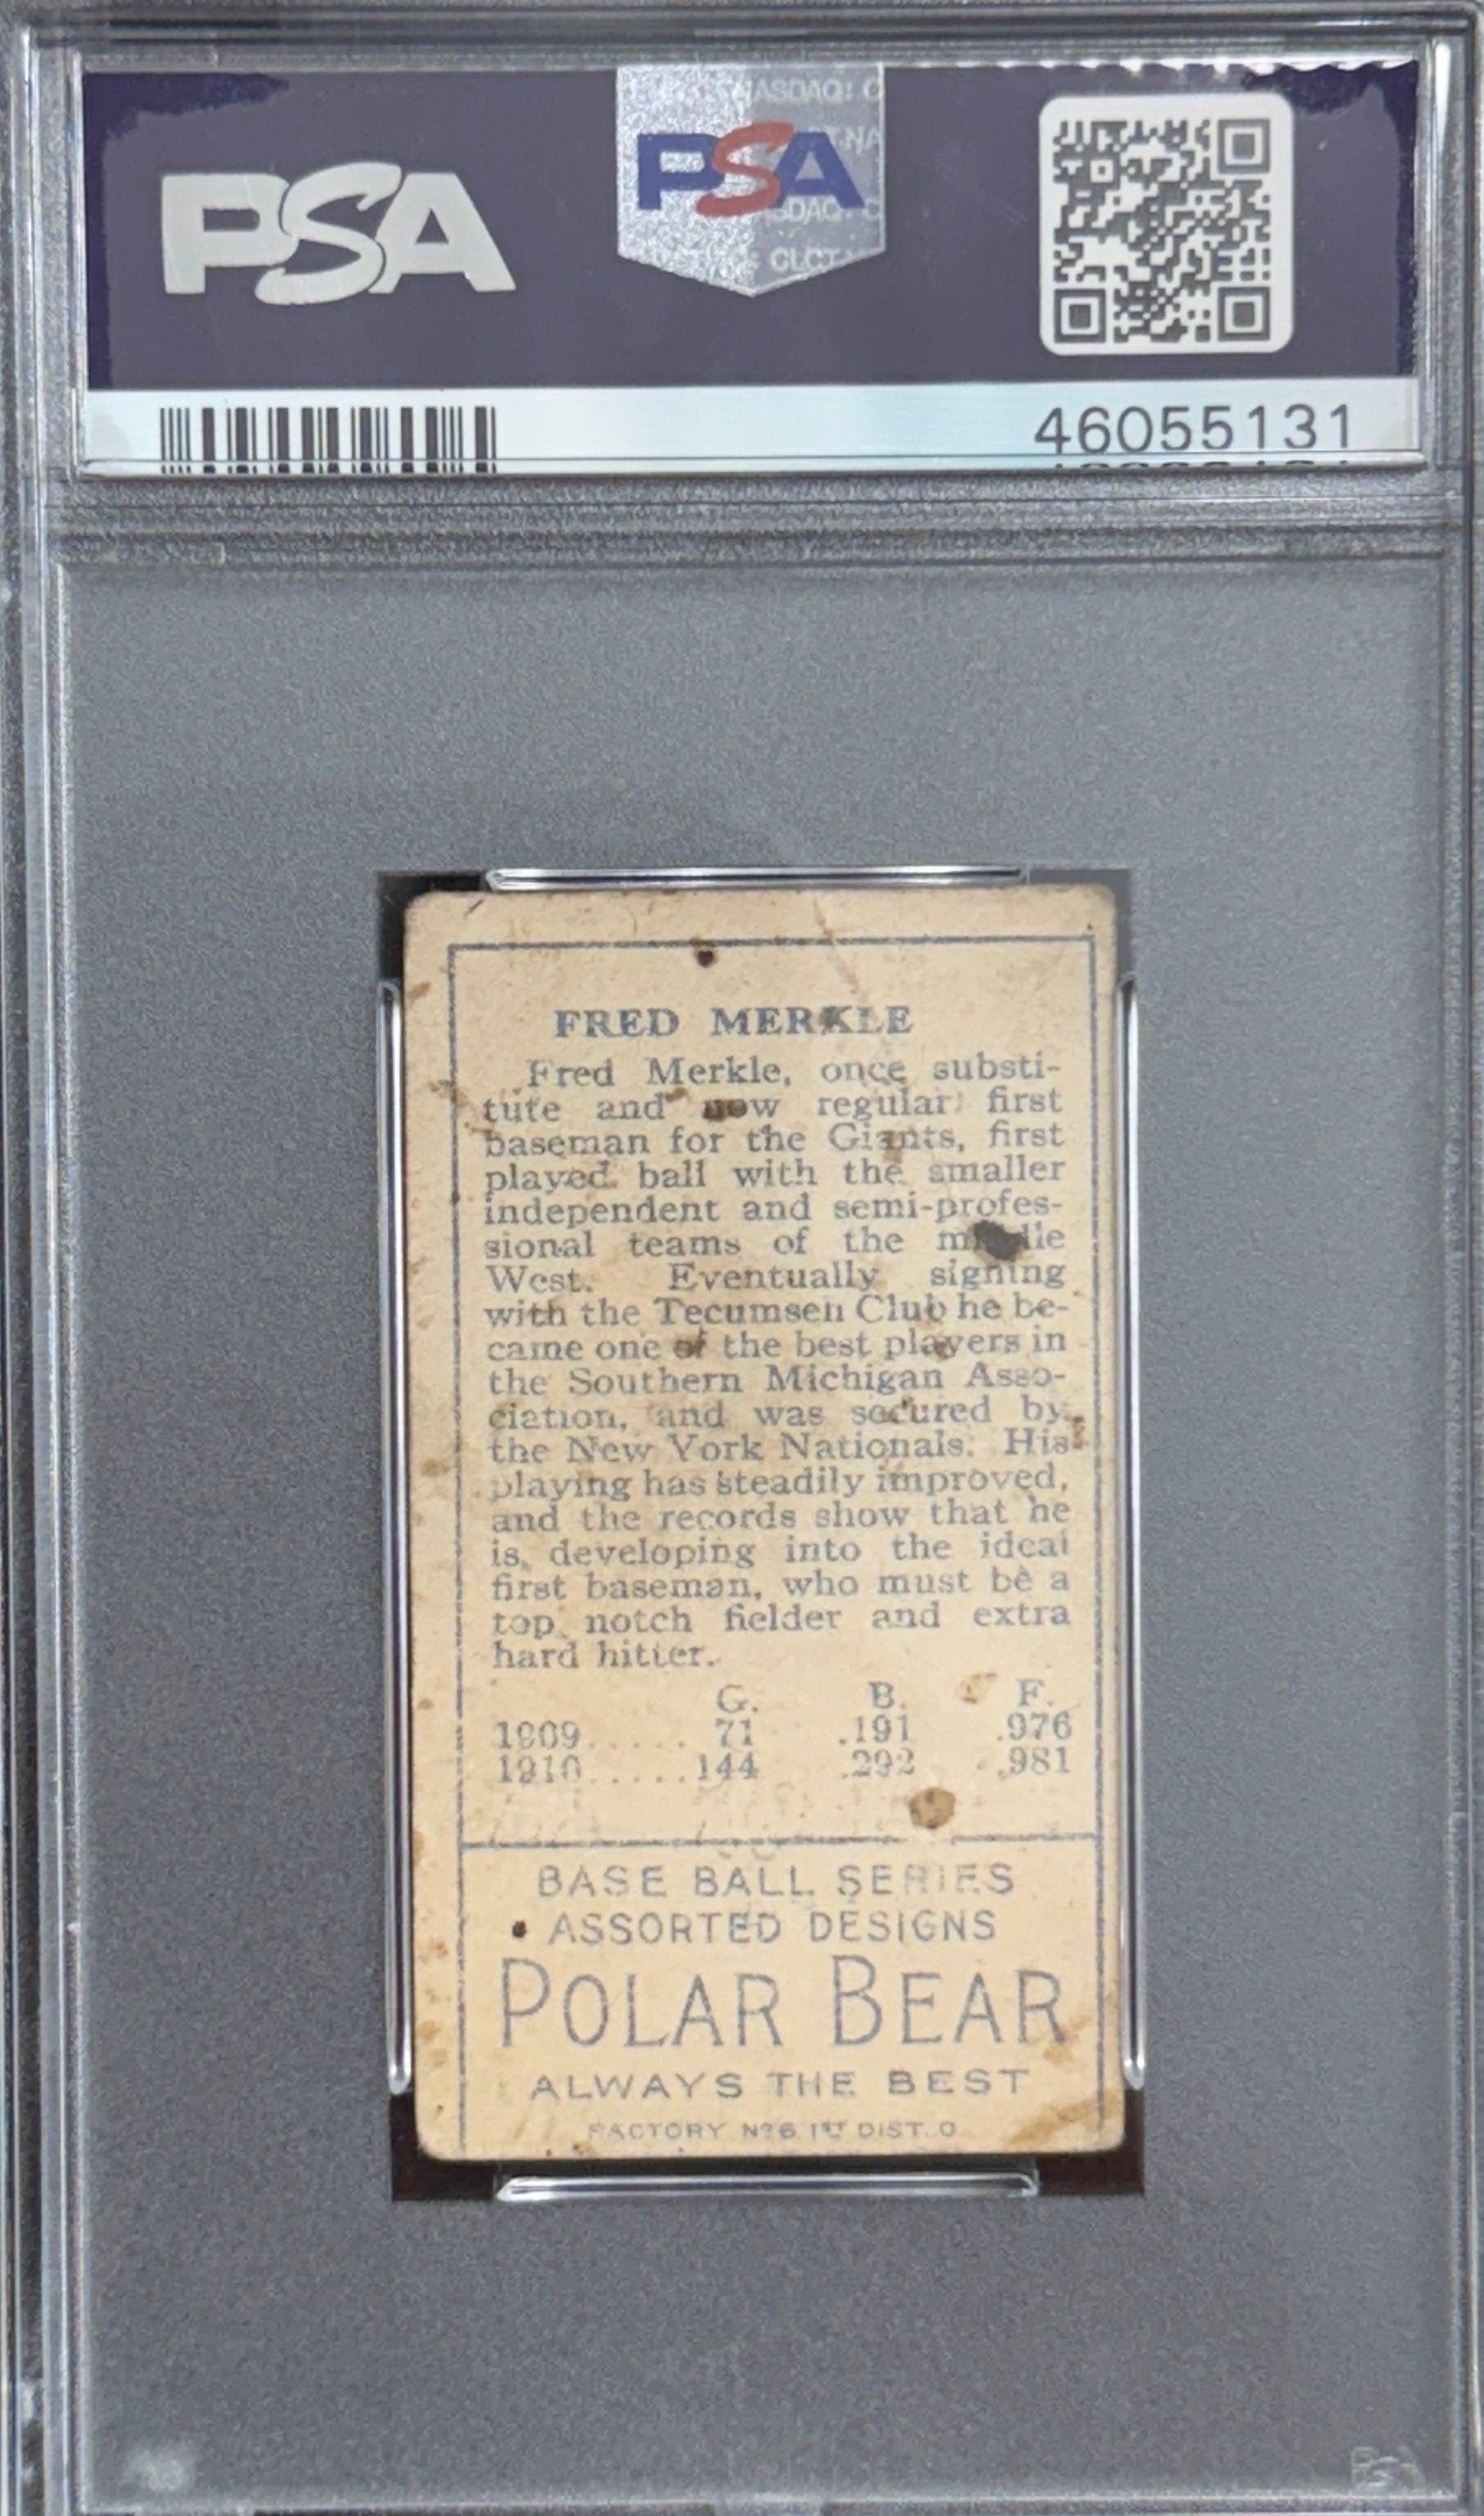 PSA
NASDAQ: C
PSA
CLCT
46055131
FRED MERKLE
Fred Merkle, once substi-
tute and now regular first
baseman for the Giants, first
played ball with the smaller
independent and semi-profes-
sional teams of the middle
West. Eventually signing
with the Tecumseh Club he be-
came one of the best players in
the Southern Michigan Asso-
ciation, and was secured by
the New York Nationals. His
playing has steadily improved,
and the records show that he
is developing into the ideal
first baseman, who must be a
top notch fielder and extra
hard hitter.
G. B. F.
1909...... 71 .191 .976
1910......144 .292 .981
BASE BALL SERIES
ASSORTED DESIGNS
POLAR BEAR
ALWAYS THE BEST
FACTORY Nº 6 1ST DIST. O